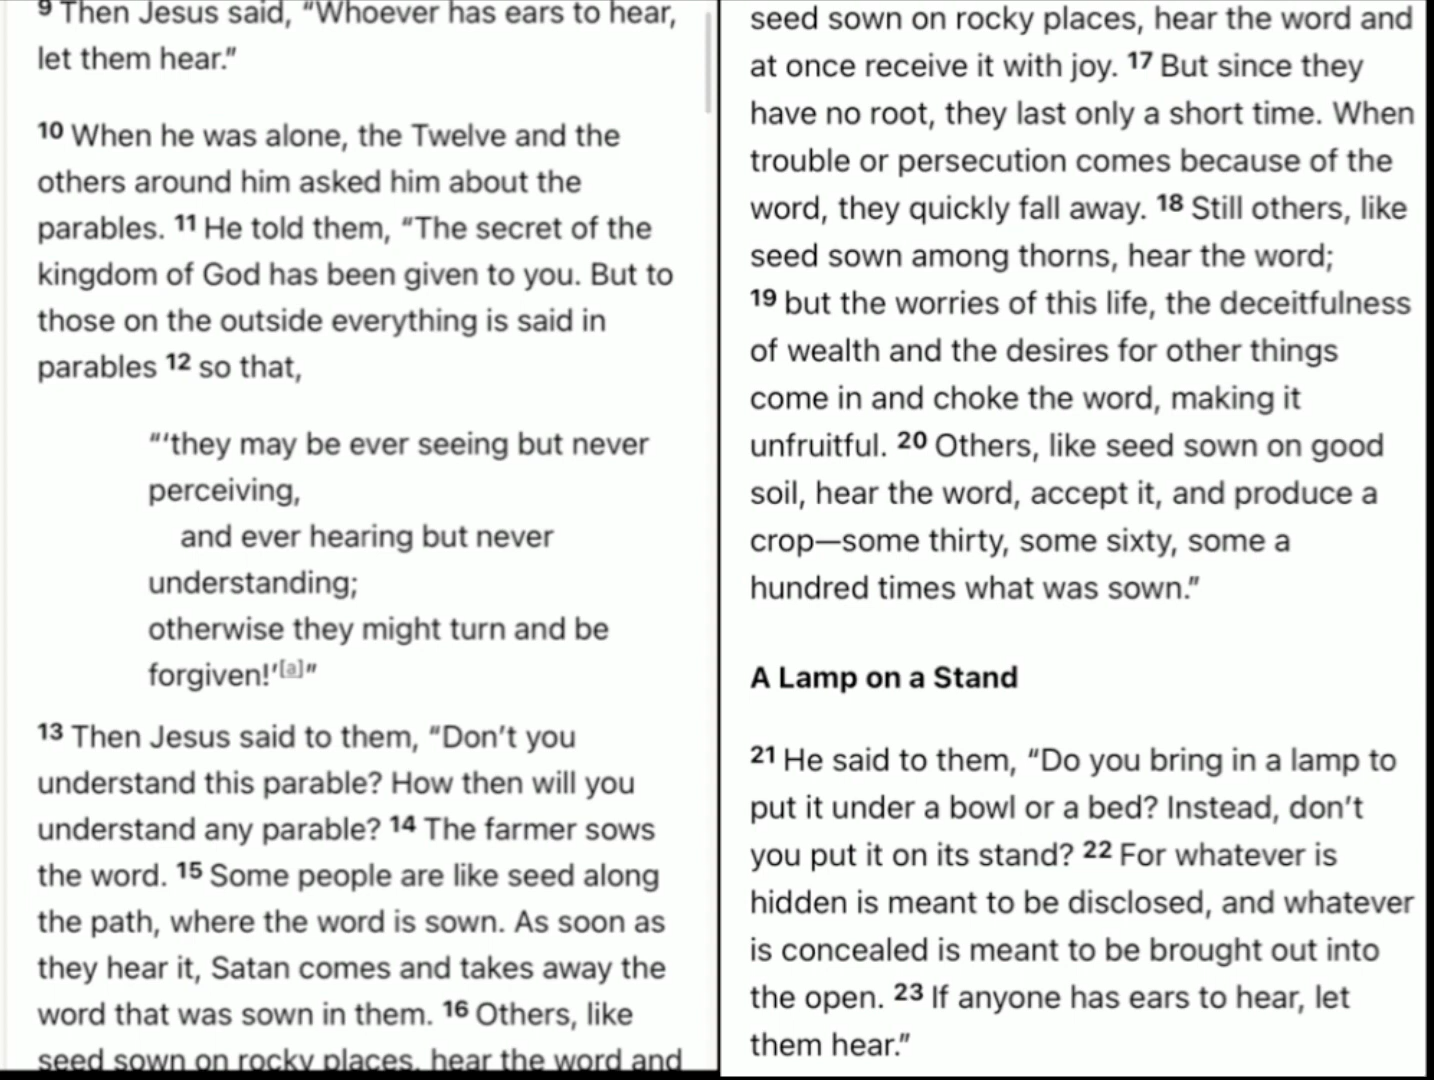 9 Then Jesus said, “Whoever has ears to hear,
let them hear.”
10 When he was alone, the Twelve and the
others around him asked him about the
parables. 11 He told them, “The secret of the
kingdom of God has been given to you. But to
those on the outside everything is said in
parables 12 so that,
“‘they may be ever seeing but never
perceiving,
and ever hearing but never
understanding;
otherwise they might turn and be
forgiven!’[a]”
13 Then Jesus said to them, “Don’t you
understand this parable? How then will you
understand any parable? 14 The farmer sows
the word. 15 Some people are like seed along
the path, where the word is sown. As soon as
they hear it, Satan comes and takes away the
word that was sown in them. 16 Others, like
seed sown on rocky places, hear the word and
seed sown on rocky places, hear the word and
at once receive it with joy. 17 But since they
have no root, they last only a short time. When
trouble or persecution comes because of the
word, they quickly fall away. 18 Still others, like
seed sown among thorns, hear the word;
19 but the worries of this life, the deceitfulness
of wealth and the desires for other things
come in and choke the word, making it
unfruitful. 20 Others, like seed sown on good
soil, hear the word, accept it, and produce a
crop—some thirty, some sixty, some a
hundred times what was sown.”
A Lamp on a Stand
21 He said to them, “Do you bring in a lamp to
put it under a bowl or a bed? Instead, don’t
you put it on its stand? 22 For whatever is
hidden is meant to be disclosed, and whatever
is concealed is meant to be brought out into
the open. 23 If anyone has ears to hear, let
them hear.”